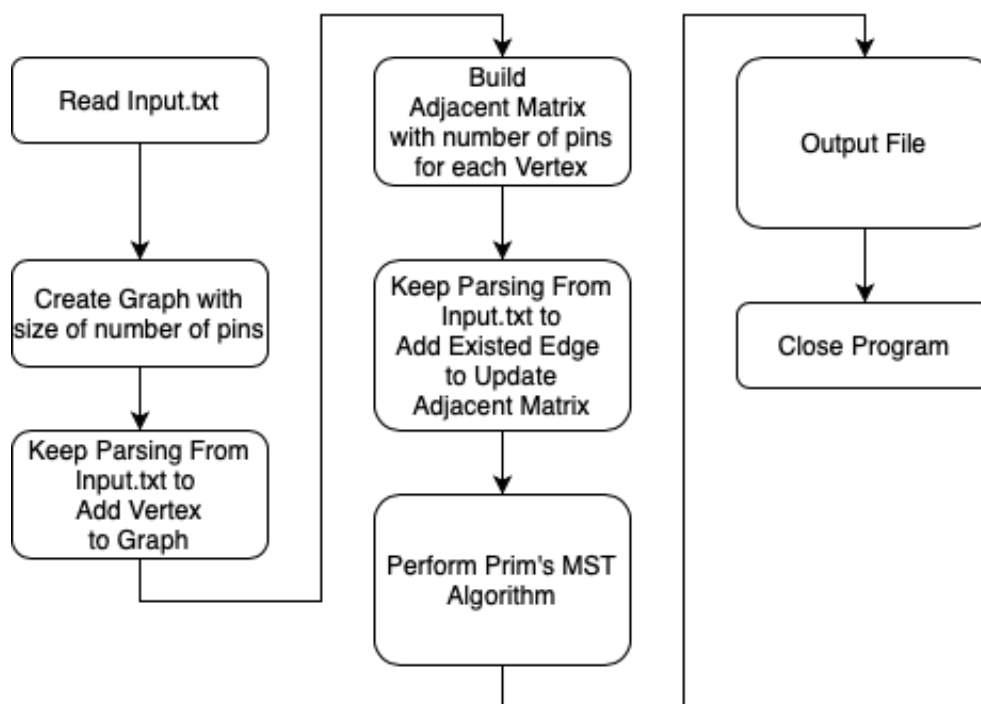 Read Input.txt
Create Graph with
size of number of pins
Keep Parsing From
Input.txt to
Add Vertex
to Graph
Build
Adjacent Matrix
with number of pins
for each Vertex
Keep Parsing From
Input.txt to
Add Existed Edge
to Update
Adjacent Matrix
Perform Prim's MST
Algorithm
Output File
Close Program